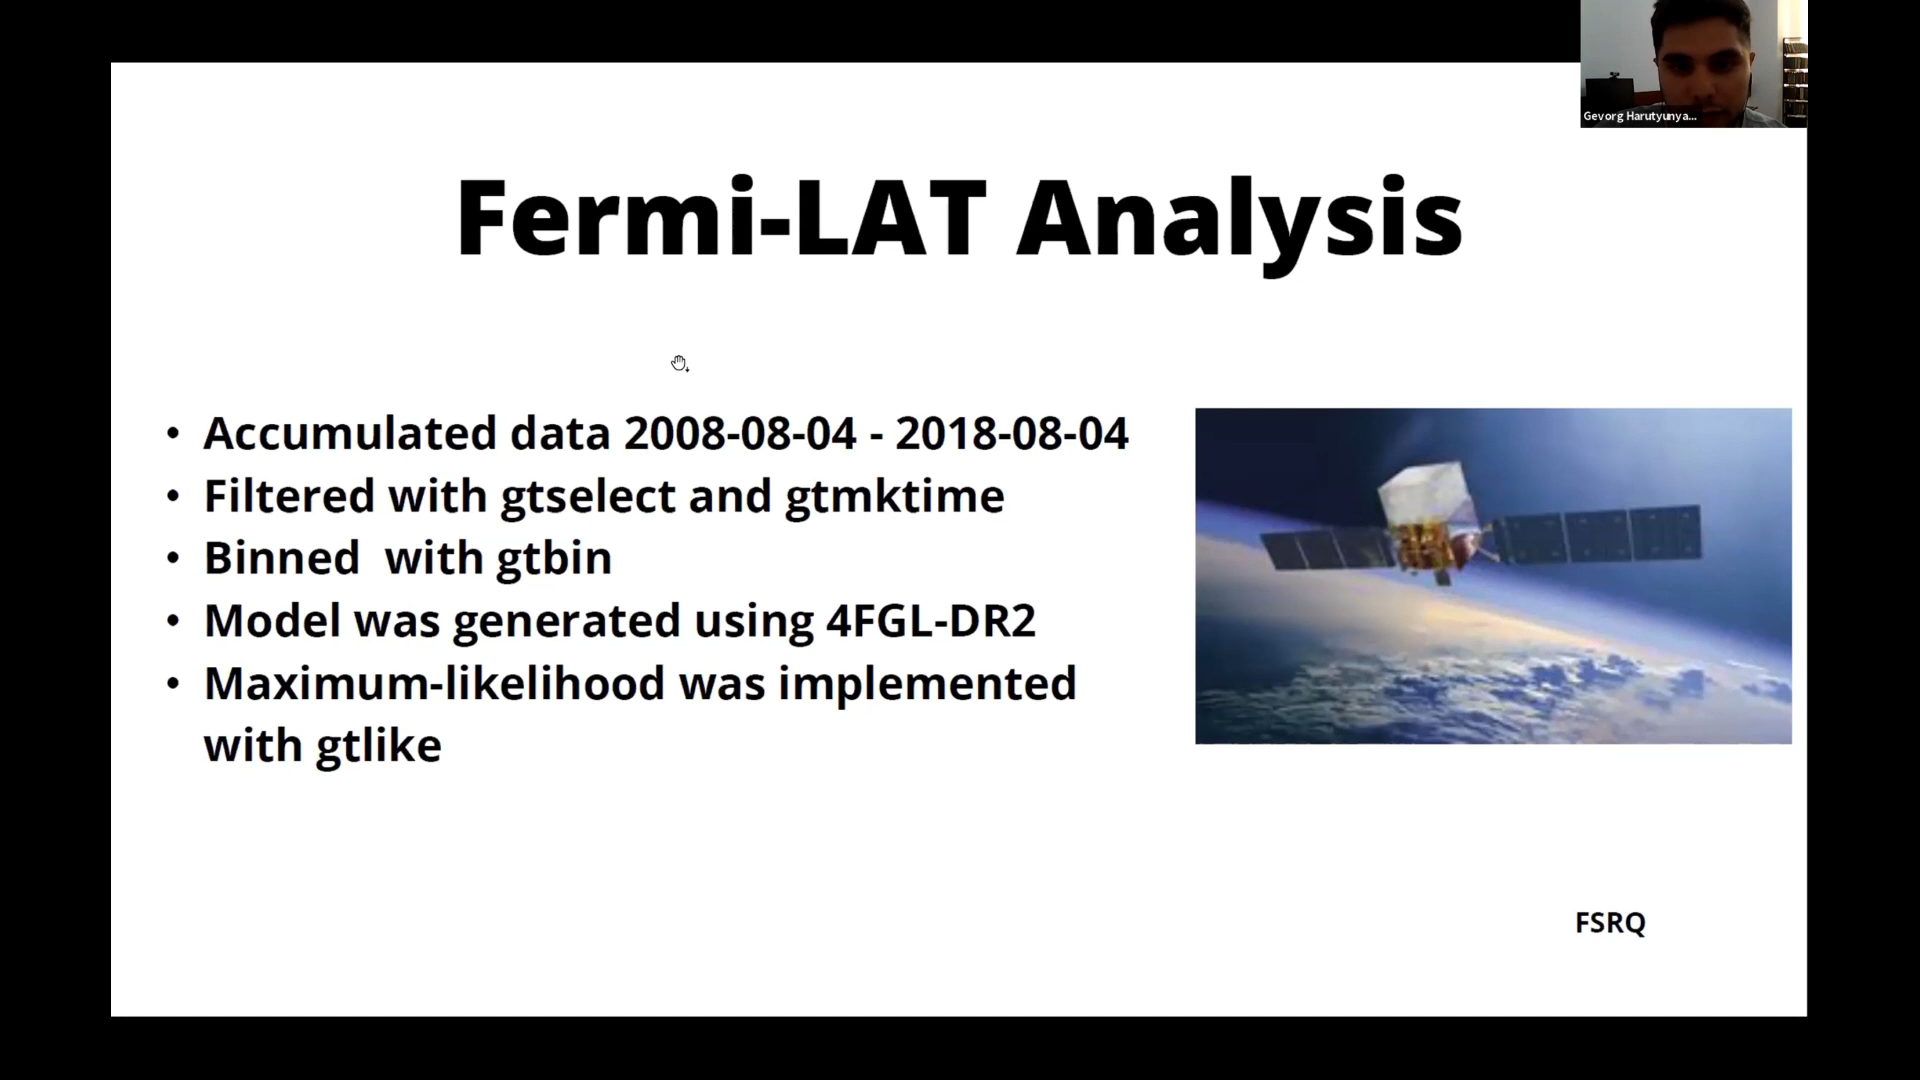 Gevorg Harutyunya...
Fermi-LAT Analysis
• Accumulated data 2008-08-04 - 2018-08-04
• Filtered with gtselect and gtmktime
• Binned  with gtbin
• Model was generated using 4FGL-DR2
• Maximum-likelihood was implemented
with gtlike
FSRQ